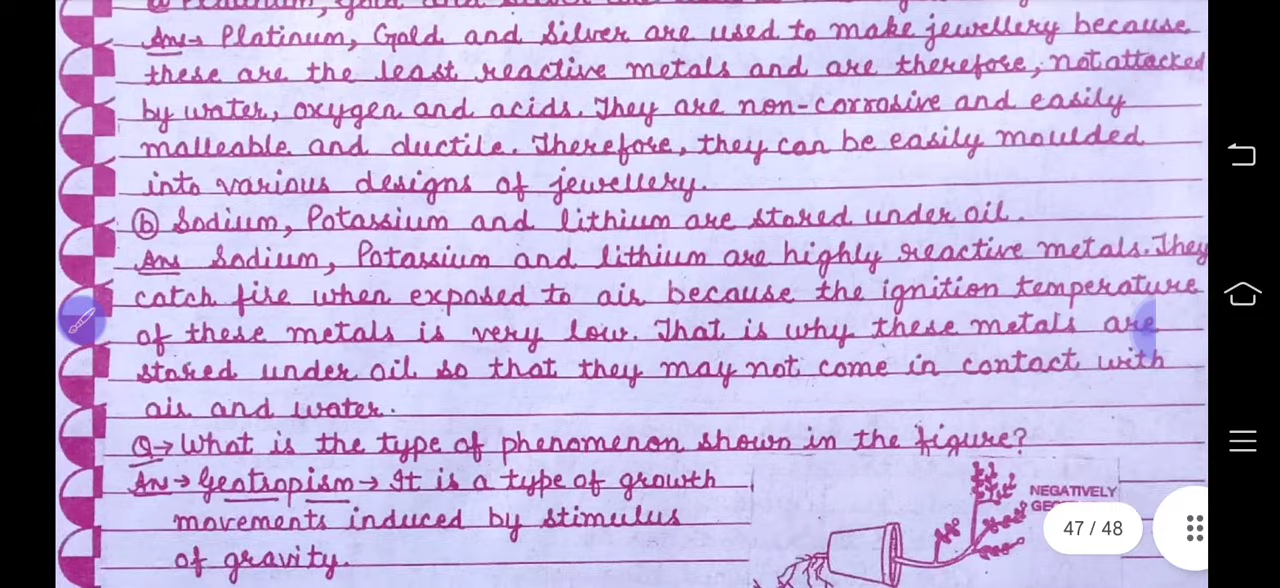 Ans → Platinum, Gold and Silver are used to make jewellery because
these are the least reactive metals and are therefore, not attacked
by water, oxygen and acids. They are non-corrosive and easily
malleable and ductile. Therefore, they can be easily moulded
into various designs of jewellery.
ⓑ Sodium, Potassium and lithium are stored under oil.
Ans Sodium, Potassium and lithium are highly reactive metals. They
catch fire when exposed to air because the ignition temperature
of these metals is very low. That is why these metals are
stored under oil so that they may not come in contact with
air and water.
Q → What is the type of phenomenon shown in the figure?
Ans → Geotropism → It is a type of growth
movements induced by stimulus
of gravity.
NEGATIVELY
47 / 48